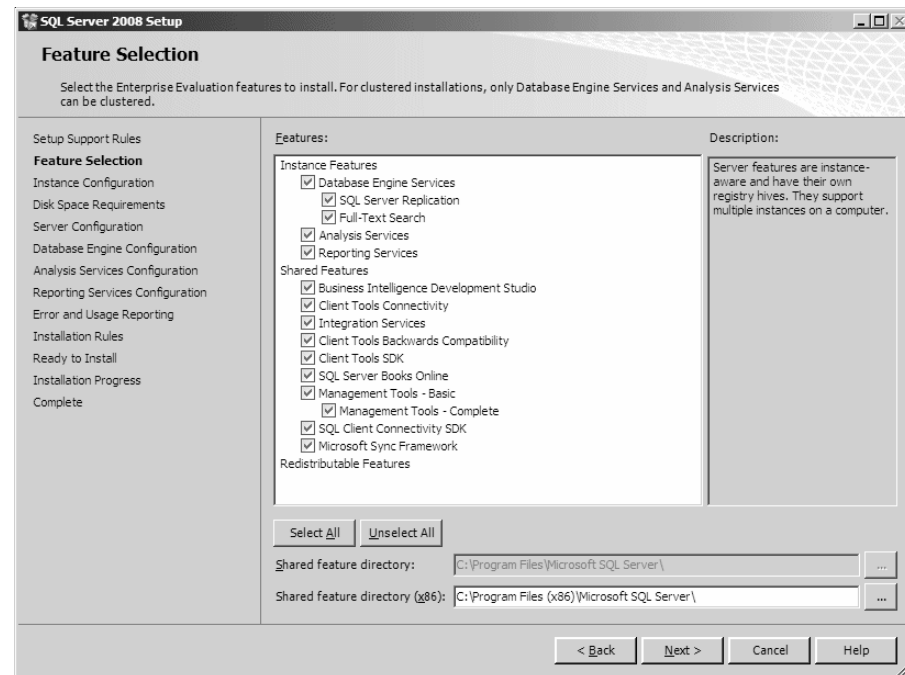 SQL Server 2008 Setup
Feature Selection
Select the Enterprise Evaluation features to install. For clustered installations, only Database Engine Services and Analysis Services
can be clustered.
Setup Support Rules
Feature Selection
Instance Configuration
Disk Space Requirements
Server Configuration
Database Engine Configuration
Analysis Services Configuration
Reporting Services Configuration
Error and Usage Reporting
Installation Rules
Ready to Install
Installation Progress
Complete
Features:
Instance Features
Database Engine Services
SQL Server Replication
Full-Text Search
Analysis Services
Reporting Services
Shared Features
Business Intelligence Development Studio
Client Tools Connectivity
Integration Services
Client Tools Backwards Compatibility
Client Tools SDK
SQL Server Books Online
Management Tools - Basic
Management Tools - Complete
SQL Client Connectivity SDK
Microsoft Sync Framework
Redistributable Features
Description:
Server features are instance-
aware and have their own
registry hives. They support
multiple instances on a computer.
Select All
Unselect All
Shared feature directory:
C:\Program Files\Microsoft SQL Server\
...
Shared feature directory (x86):
C:\Program Files (x86)\Microsoft SQL Server\
...
< Back
Next >
Cancel
Help